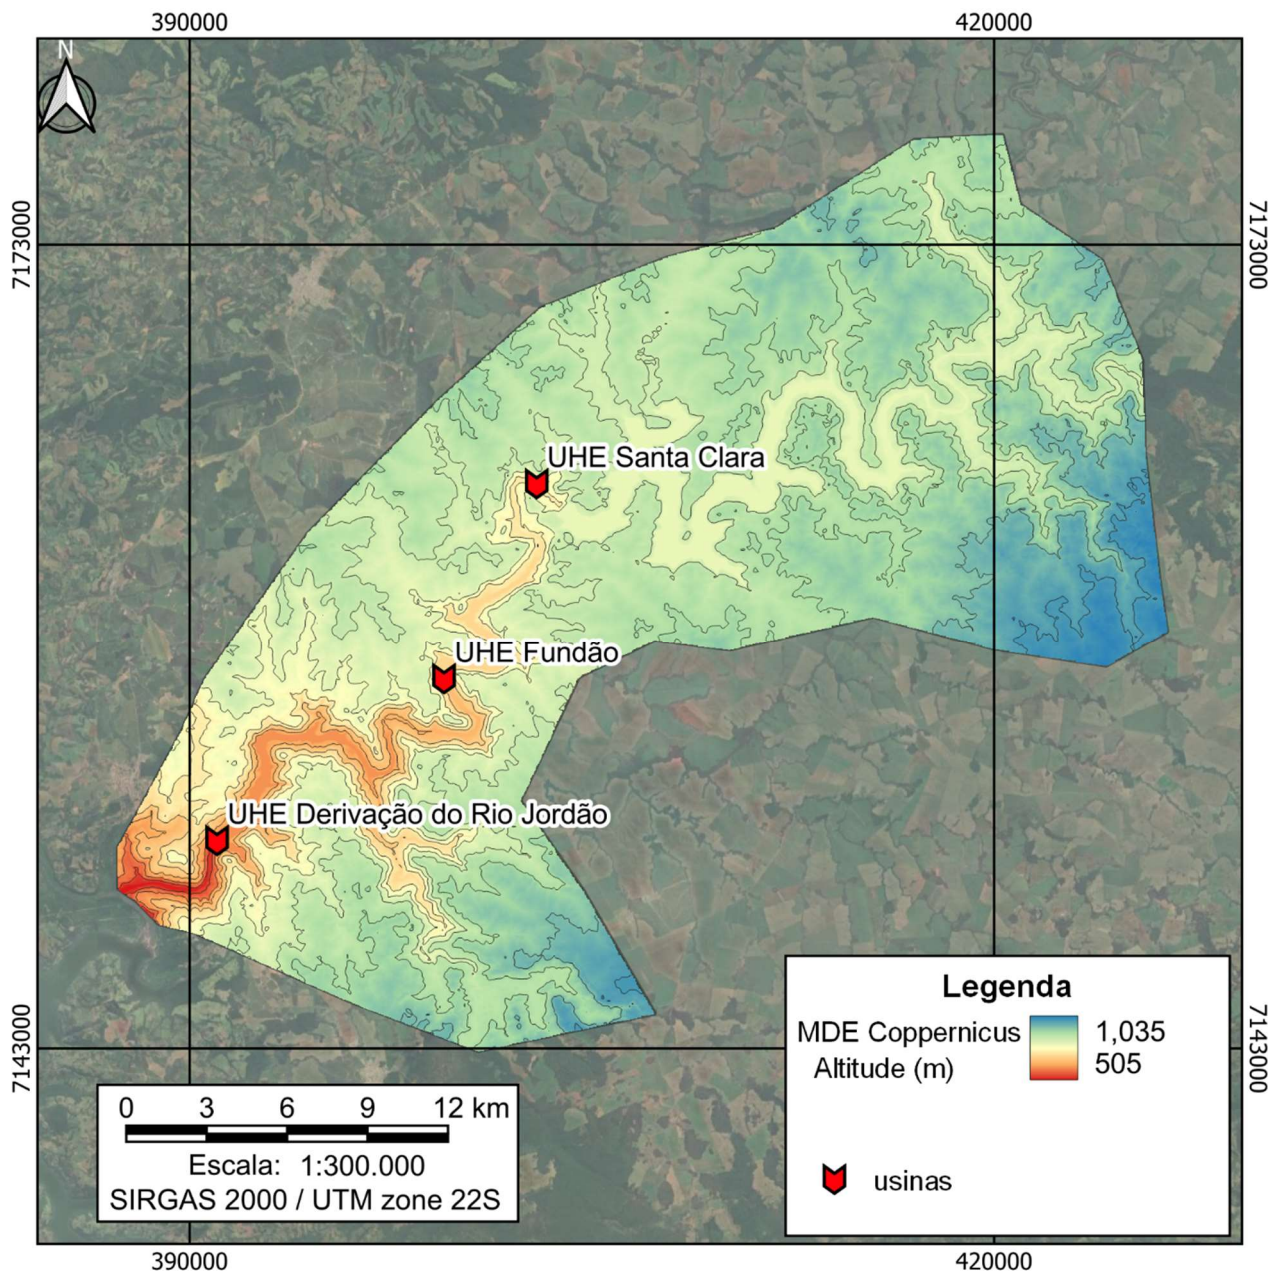 390000
420000
N
7173000
7173000
UHE Santa Clara
UHE Fundão
UHE Derivação do Rio Jordão
7143000
7143000
Legenda
MDE Coppernicus
Altitude (m)
1,035
505
usinas
0 3 6 9 12 km
Escala: 1:300.000
SIRGAS 2000 / UTM zone 22S
390000
420000